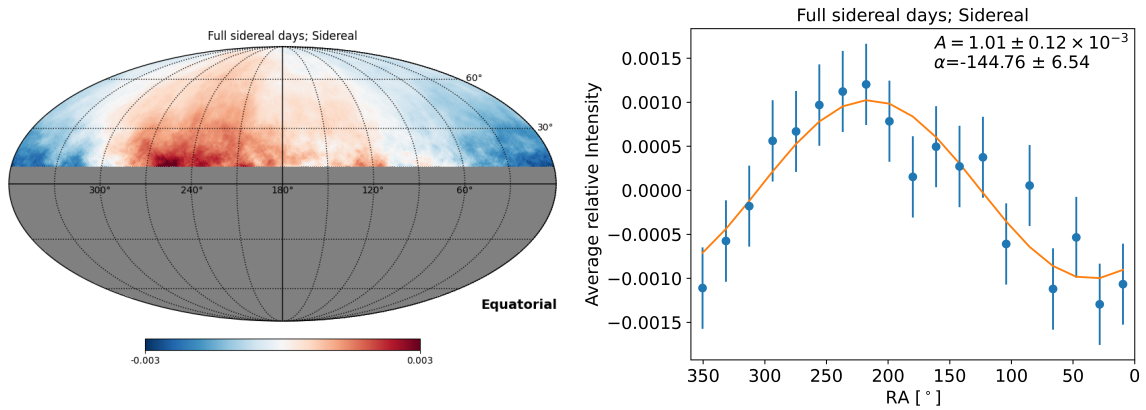 Full sidereal days; Sidereal
60°
30°
300° 240° 180° 120° 60°
Equatorial
-0.003 0.003
Full sidereal days; Sidereal
A = 1.01 ± 0.12 × 10⁻³
α=-144.76 ± 6.54
Average relative Intensity
0.0015
0.0010
0.0005
0.0000
−0.0005
−0.0010
−0.0015
350 300 250 200 150 100 50 0
RA [°]